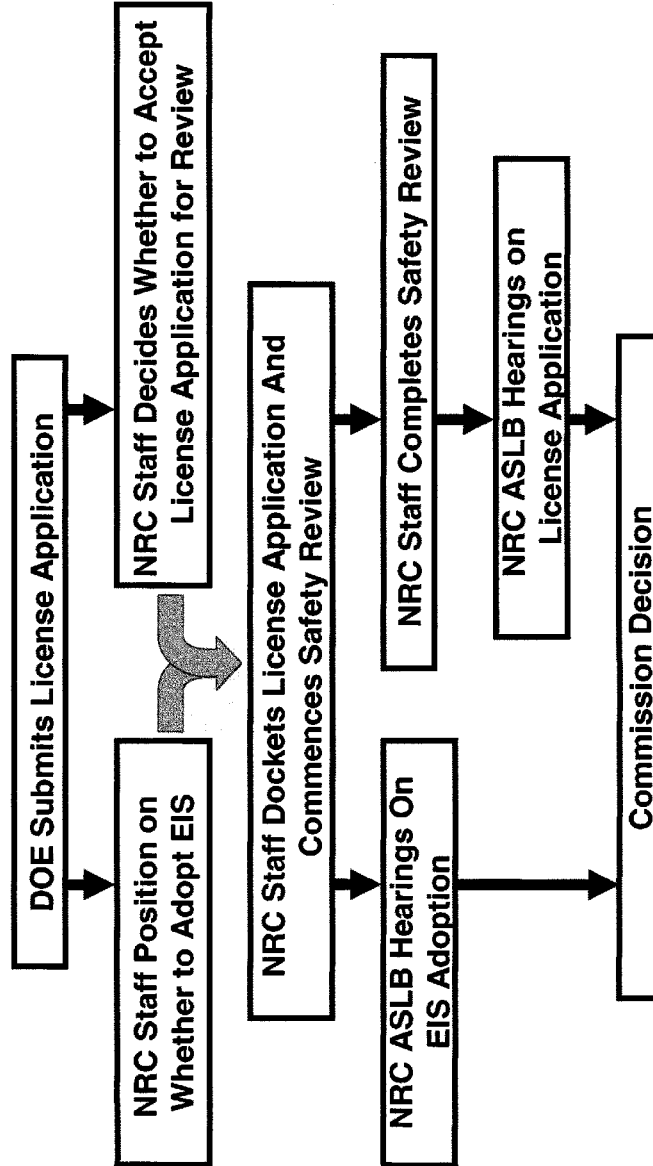 DOE Submits License Application
NRC Staff Position on
Whether to Adopt EIS
NRC Staff Decides Whether to Accept
License Application for Review
NRC Staff Dockets License Application And
Commences Safety Review
NRC ASLB Hearings On
EIS Adoption
NRC Staff Completes Safety Review
NRC ASLB Hearings on
License Application
Commission Decision